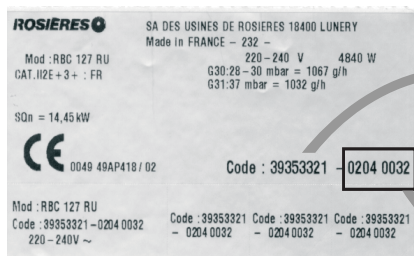 ROSIÈRES
SA DES USINES DE ROSIERES 18400 LUNERY
Made in FRANCE - 232 -
Mod : RBC 127 RU
220-240 V 4840 W
CAT.II2E+3+ : FR
G30:28-30 mbar = 1067 g/h
G31:37 mbar = 1032 g/h
SQn = 14,45 kW
CE 0049 49AP418 / 02
Code : 39353321 - 0204 0032
Mod : RBC 127 RU
Code : 39353321 - 0204 0032
220-240V ~
Code : 39353321 Code : 39353321 Code : 39353321
- 0204 0032 - 0204 0032 - 0204 0032